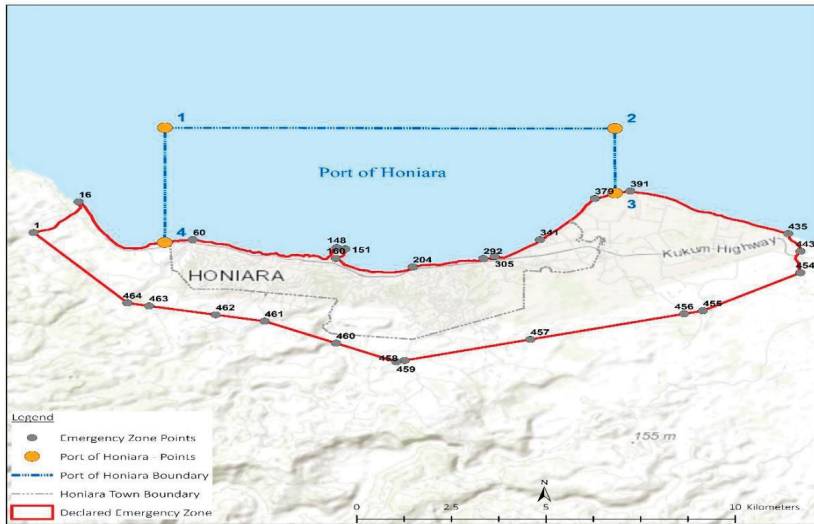 1
2
Port of Honiara
16
379
391
3
1
4
60
148
151
69
341
435
292
443
Kukum-Highway
204
305
454
HONIARA
464
463
462
461
460
457
456
455
458
459
Legend
Emergency Zone Points
Port of Honiara - Points
Port of Honiara Boundary
Honiara Town Boundary
Declared Emergency Zone
155 m
N
0
2.5
5
10 Kilometers